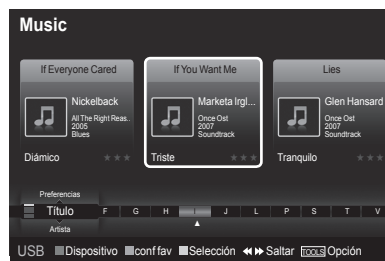 Music
If Everyone Cared
Nickelback
All The Right Reas..
2005
Blues
Diámico
If You Want Me
Marketa Irgl...
Once Ost
2007
Soundtrack
Triste
Lies
Glen Hansard
Once Ost
2007
Soundtrack
Tranquilo
Preferencias
Título F G H I J L P S T V
Artista
USB Dispositivo conf fav Selección Saltar TOOLS Opción